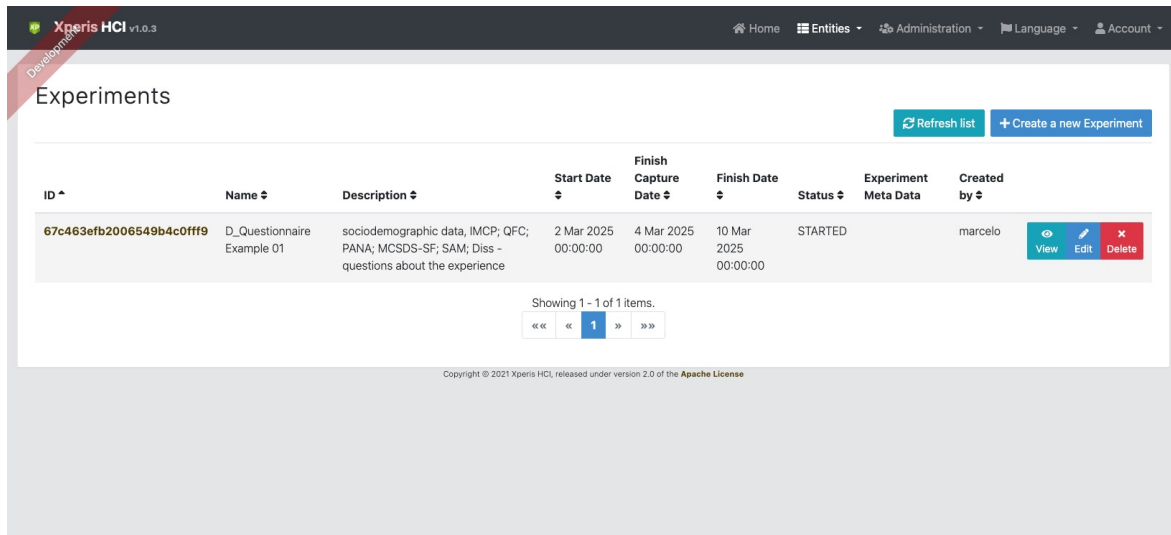 XP Xperis HCI v1.0.3 Home Entities Administration Language Account
Development
Experiments
Refresh list + Create a new Experiment
ID Name Description Start Date Finish Capture Date Finish Date Status Experiment Meta Data Created by
67c463efb2006549b4c0fff9 D_Questionnaire Example 01 sociodemographic data, IMCP; QFC; PANA; MCSDS-SF; SAM; Diss - questions about the experience 2 Mar 2025 00:00:00 4 Mar 2025 00:00:00 10 Mar 2025 00:00:00 STARTED marcelo View Edit Delete
Showing 1 - 1 of 1 items.
«« « 1 » »»
Copyright © 2021 Xperis HCI, released under version 2.0 of the Apache License